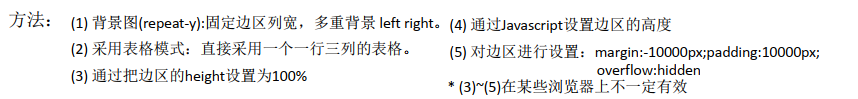 方法： (1) 背景图(repeat-y):固定边区列宽，多重背景 left right。
(2) 采用表格模式：直接采用一个一行三列的表格。
(3) 通过把边区的height设置为100%
(4) 通过Javascript设置边区的高度
(5) 对边区进行设置：margin:-10000px;padding:10000px;
overflow:hidden
* (3)~(5)在某些浏览器上不一定有效